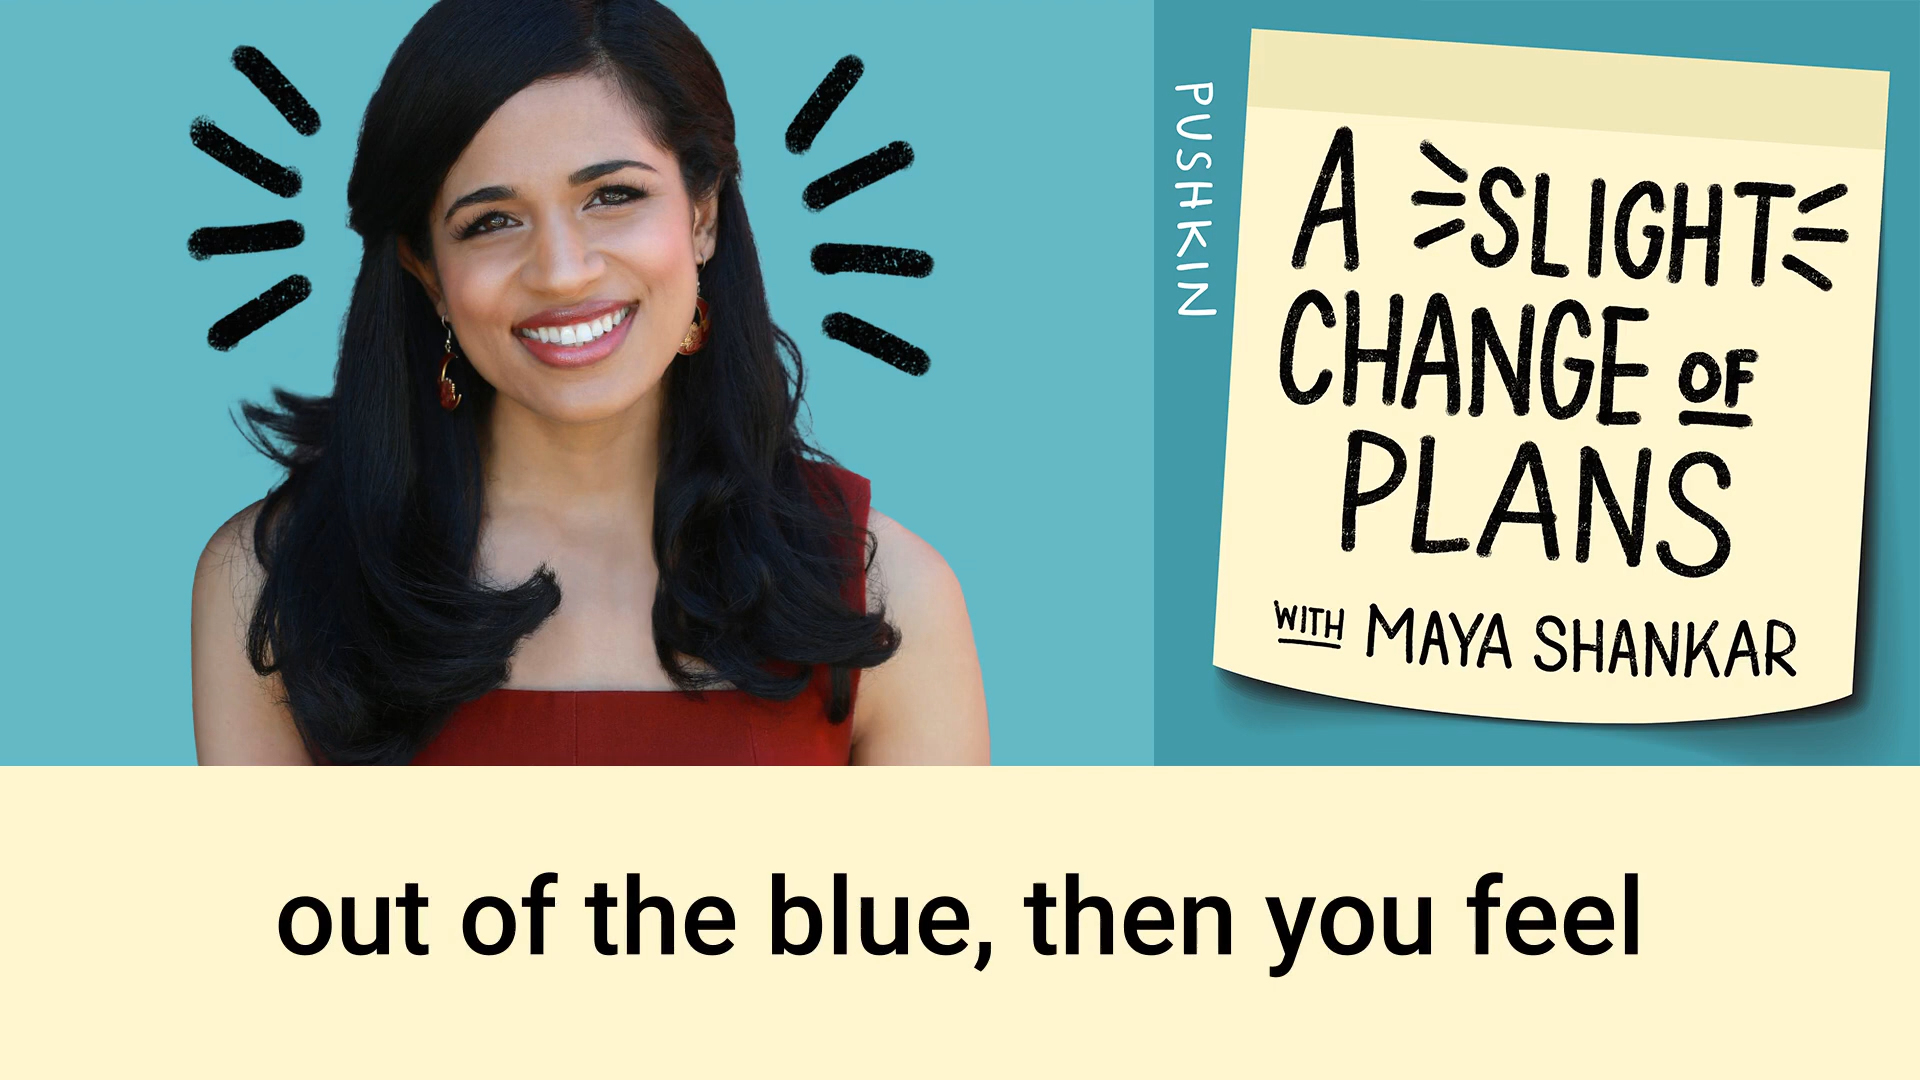 PUSHKIN
A SLIGHT
CHANGE OF
PLANS
WITH MAYA SHANKAR
out of the blue, then you feel